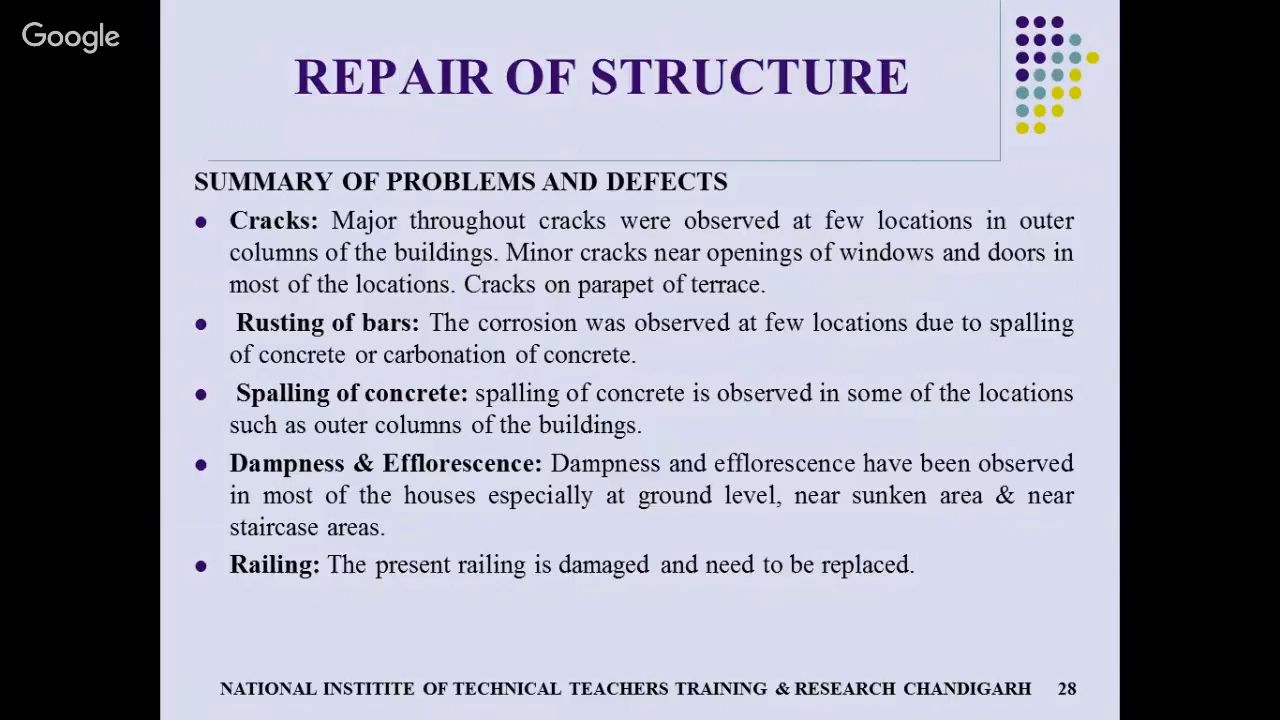 Google
REPAIR OF STRUCTURE
SUMMARY OF PROBLEMS AND DEFECTS
● Cracks: Major throughout cracks were observed at few locations in outer
columns of the buildings. Minor cracks near openings of windows and doors in
most of the locations. Cracks on parapet of terrace.
● Rusting of bars: The corrosion was observed at few locations due to spalling
of concrete or carbonation of concrete.
● Spalling of concrete: spalling of concrete is observed in some of the locations
such as outer columns of the buildings.
● Dampness & Efflorescence: Dampness and efflorescence have been observed
in most of the houses especially at ground level, near sunken area & near
staircase areas.
● Railing: The present railing is damaged and need to be replaced.
NATIONAL INSTITITE OF TECHNICAL TEACHERS TRAINING & RESEARCH CHANDIGARH 28